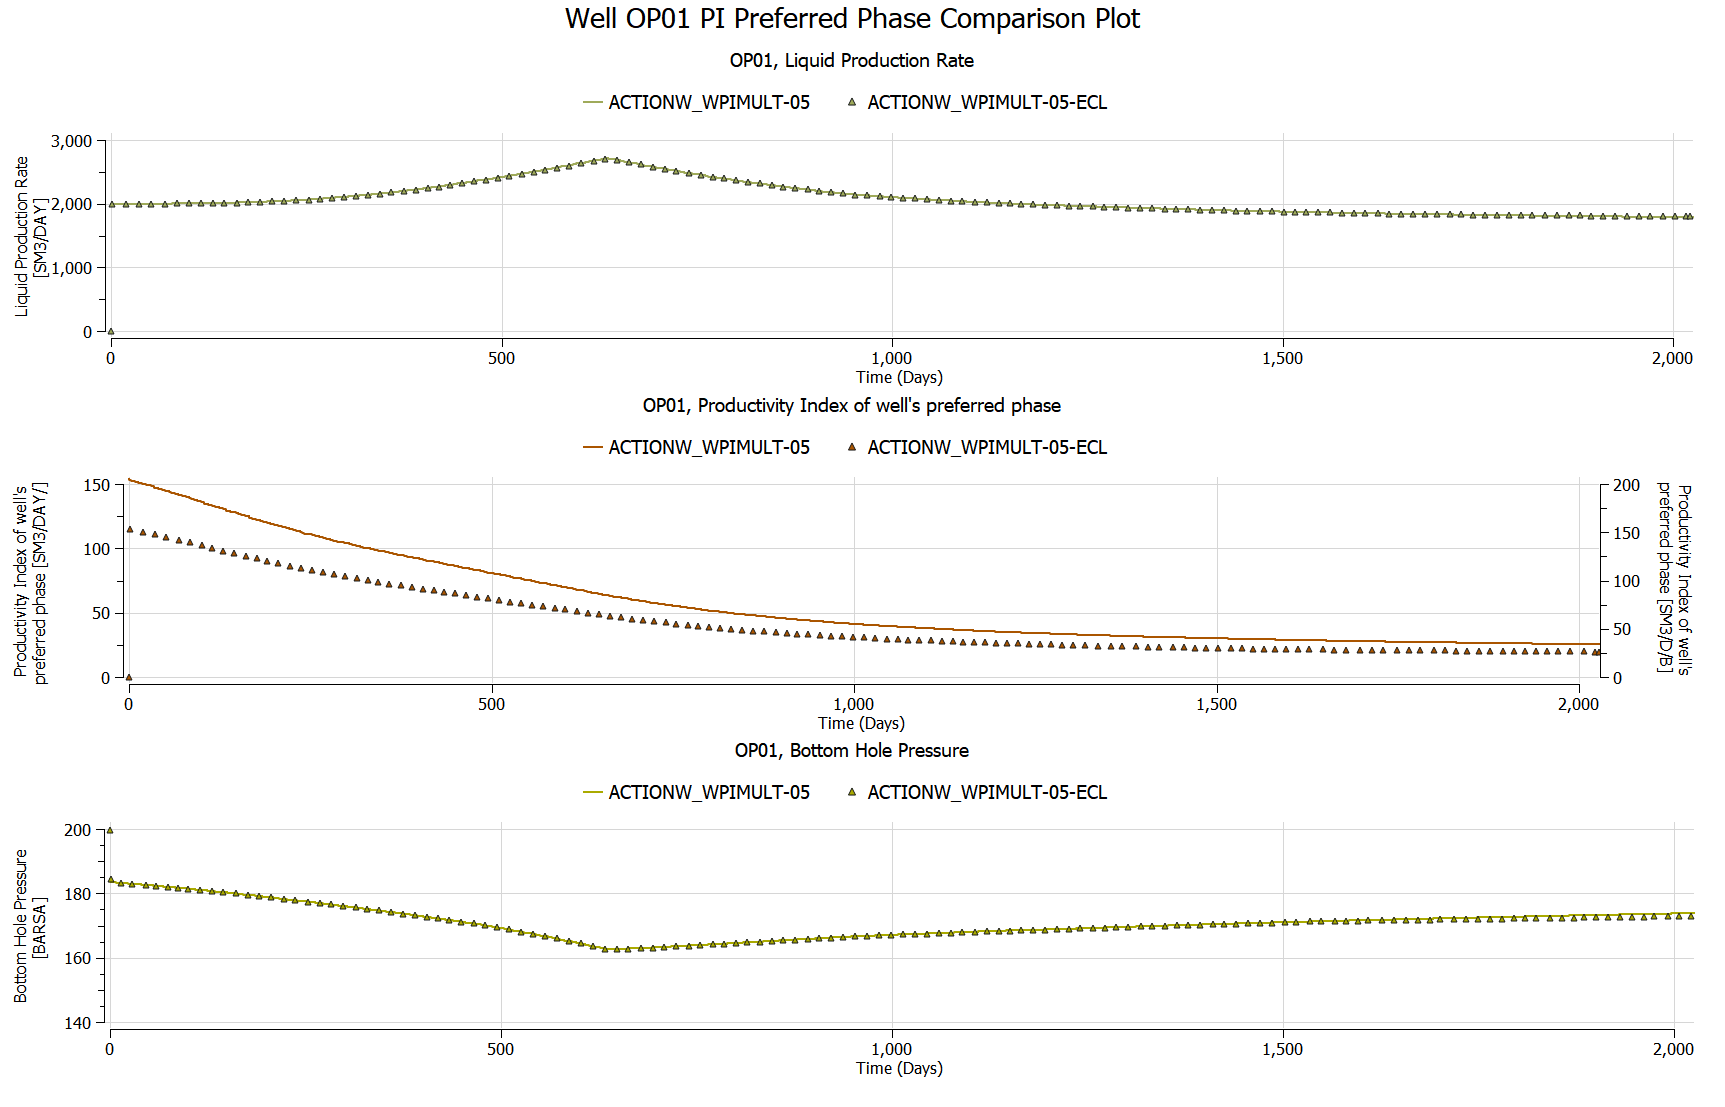 Well OP01 PI Preferred Phase Comparison Plot
OP01, Liquid Production Rate
ACTIONW_WPIMULT-05 ACTIONW_WPIMULT-05-ECL
Liquid Production Rate
[SM3/DAY]
3,000
2,000
1,000
0
0 500 1,000 1,500 2,000
Time (Days)
OP01, Productivity Index of well's preferred phase
ACTIONW_WPIMULT-05 ACTIONW_WPIMULT-05-ECL
Productivity Index of well's
preferred phase [SM3/DAY/]
150
100
50
0
200
150
100
50
0
Productivity Index of well's
preferred phase [SM3/D/B]
0 500 1,000 1,500 2,000
Time (Days)
OP01, Bottom Hole Pressure
ACTIONW_WPIMULT-05 ACTIONW_WPIMULT-05-ECL
Bottom Hole Pressure
[BARSA]
200
180
160
140
0 500 1,000 1,500 2,000
Time (Days)